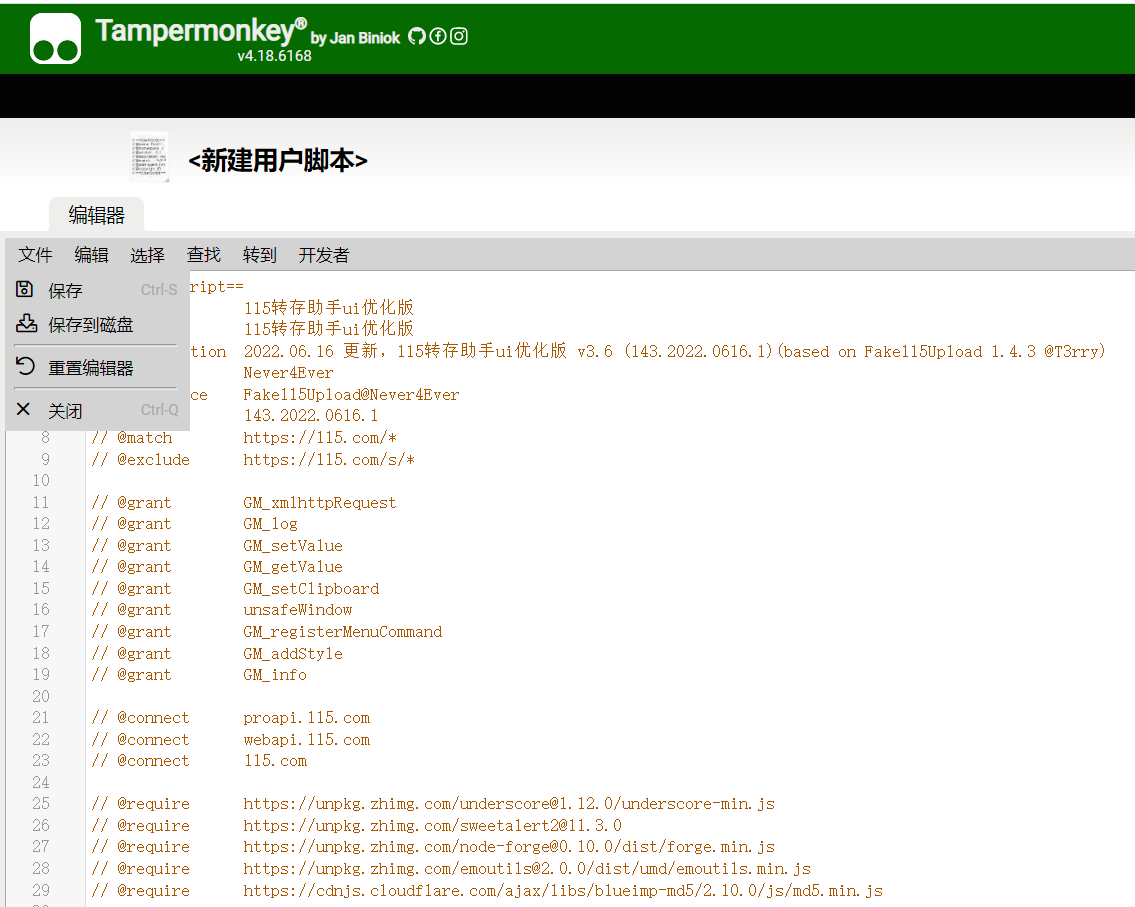 Tampermonkey® by Jan Biniok
v4.18.6168
<新建用户脚本>
编辑器
文件 编辑 选择 查找 转到 开发者
保存 Ctrl-S
保存到磁盘
重置编辑器
关闭 Ctrl-Q
ript==
115转存助手ui优化版
115转存助手ui优化版
tion 2022.06.16 更新，115转存助手ui优化版 v3.6 (143.2022.0616.1)(based on Fake115Upload 1.4.3 @T3rry)
Never4Ever
ce Fake115Upload@Never4Ever
143.2022.0616.1
8 // @match https://115.com/*
9 // @exclude https://115.com/s/*
10
11 // @grant GM_xmlhttpRequest
12 // @grant GM_log
13 // @grant GM_setValue
14 // @grant GM_getValue
15 // @grant GM_setClipboard
16 // @grant unsafeWindow
17 // @grant GM_registerMenuCommand
18 // @grant GM_addStyle
19 // @grant GM_info
20
21 // @connect proapi.115.com
22 // @connect webapi.115.com
23 // @connect 115.com
24
25 // @require https://unpkg.zhimg.com/underscore@1.12.0/underscore-min.js
26 // @require https://unpkg.zhimg.com/sweetalert2@11.3.0
27 // @require https://unpkg.zhimg.com/node-forge@0.10.0/dist/forge.min.js
28 // @require https://unpkg.zhimg.com/emoutils@2.0.0/dist/umd/emoutils.min.js
29 // @require https://cdnjs.cloudflare.com/ajax/libs/blueimp-md5/2.10.0/js/md5.min.js